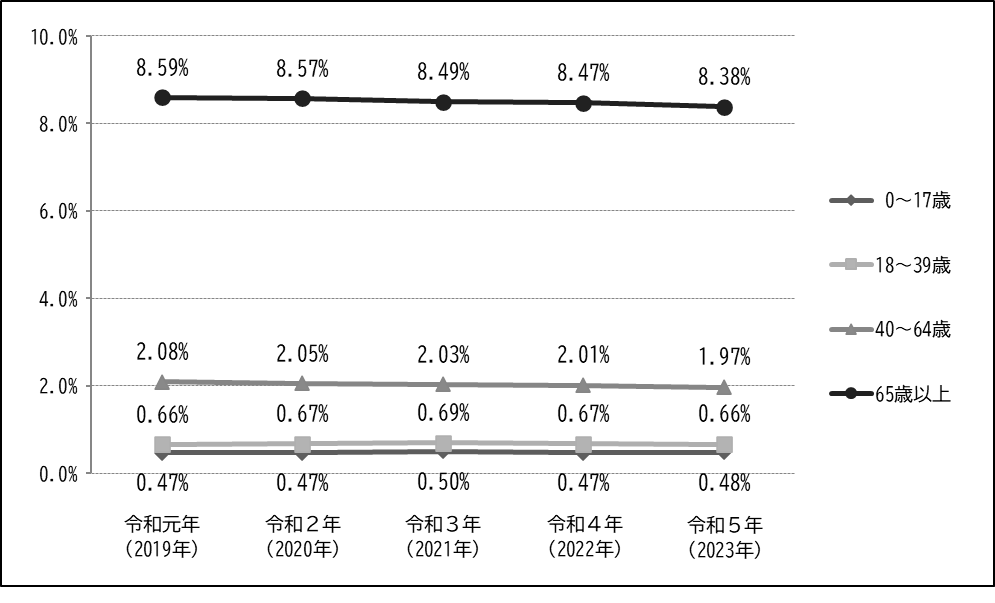 10.0%
8.0%
6.0%
4.0%
2.0%
0.0%
8.59% 8.57% 8.49% 8.47% 8.38%
2.08% 2.05% 2.03% 2.01% 1.97%
0.66% 0.67% 0.69% 0.67% 0.66%
0.47% 0.47% 0.50% 0.47% 0.48%
令和元年 令和２年 令和３年 令和４年 令和５年
(2019年) (2020年) (2021年) (2022年) (2023年)
0～17歳
18～39歳
40～64歳
65歳以上